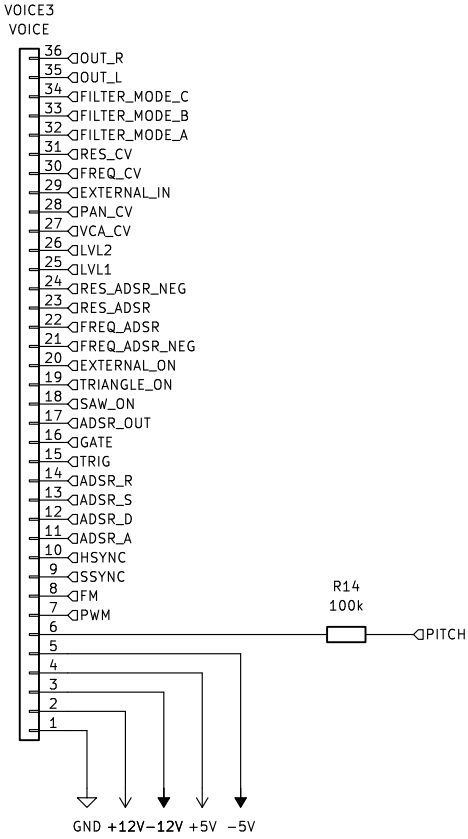 VOICE3
VOICE
36 OUT_R
35 OUT_L
34 FILTER_MODE_C
33 FILTER_MODE_B
32 FILTER_MODE_A
31 RES_CV
30 FREQ_CV
29 EXTERNAL_IN
28 PAN_CV
27 VCA_CV
26 LVL2
25 LVL1
24 RES_ADSR_NEG
23 RES_ADSR
22 FREQ_ADSR
21 FREQ_ADSR_NEG
20 EXTERNAL_ON
19 TRIANGLE_ON
18 SAW_ON
17 ADSR_OUT
16 GATE
15 TRIG
14 ADSR_R
13 ADSR_S
12 ADSR_D
11 ADSR_A
10 HSYNC
9 SSYNC
8 FM
7 PWM
R14
100k
6 PITCH
5
4
3
2
1
GND +12V -12V +5V -5V